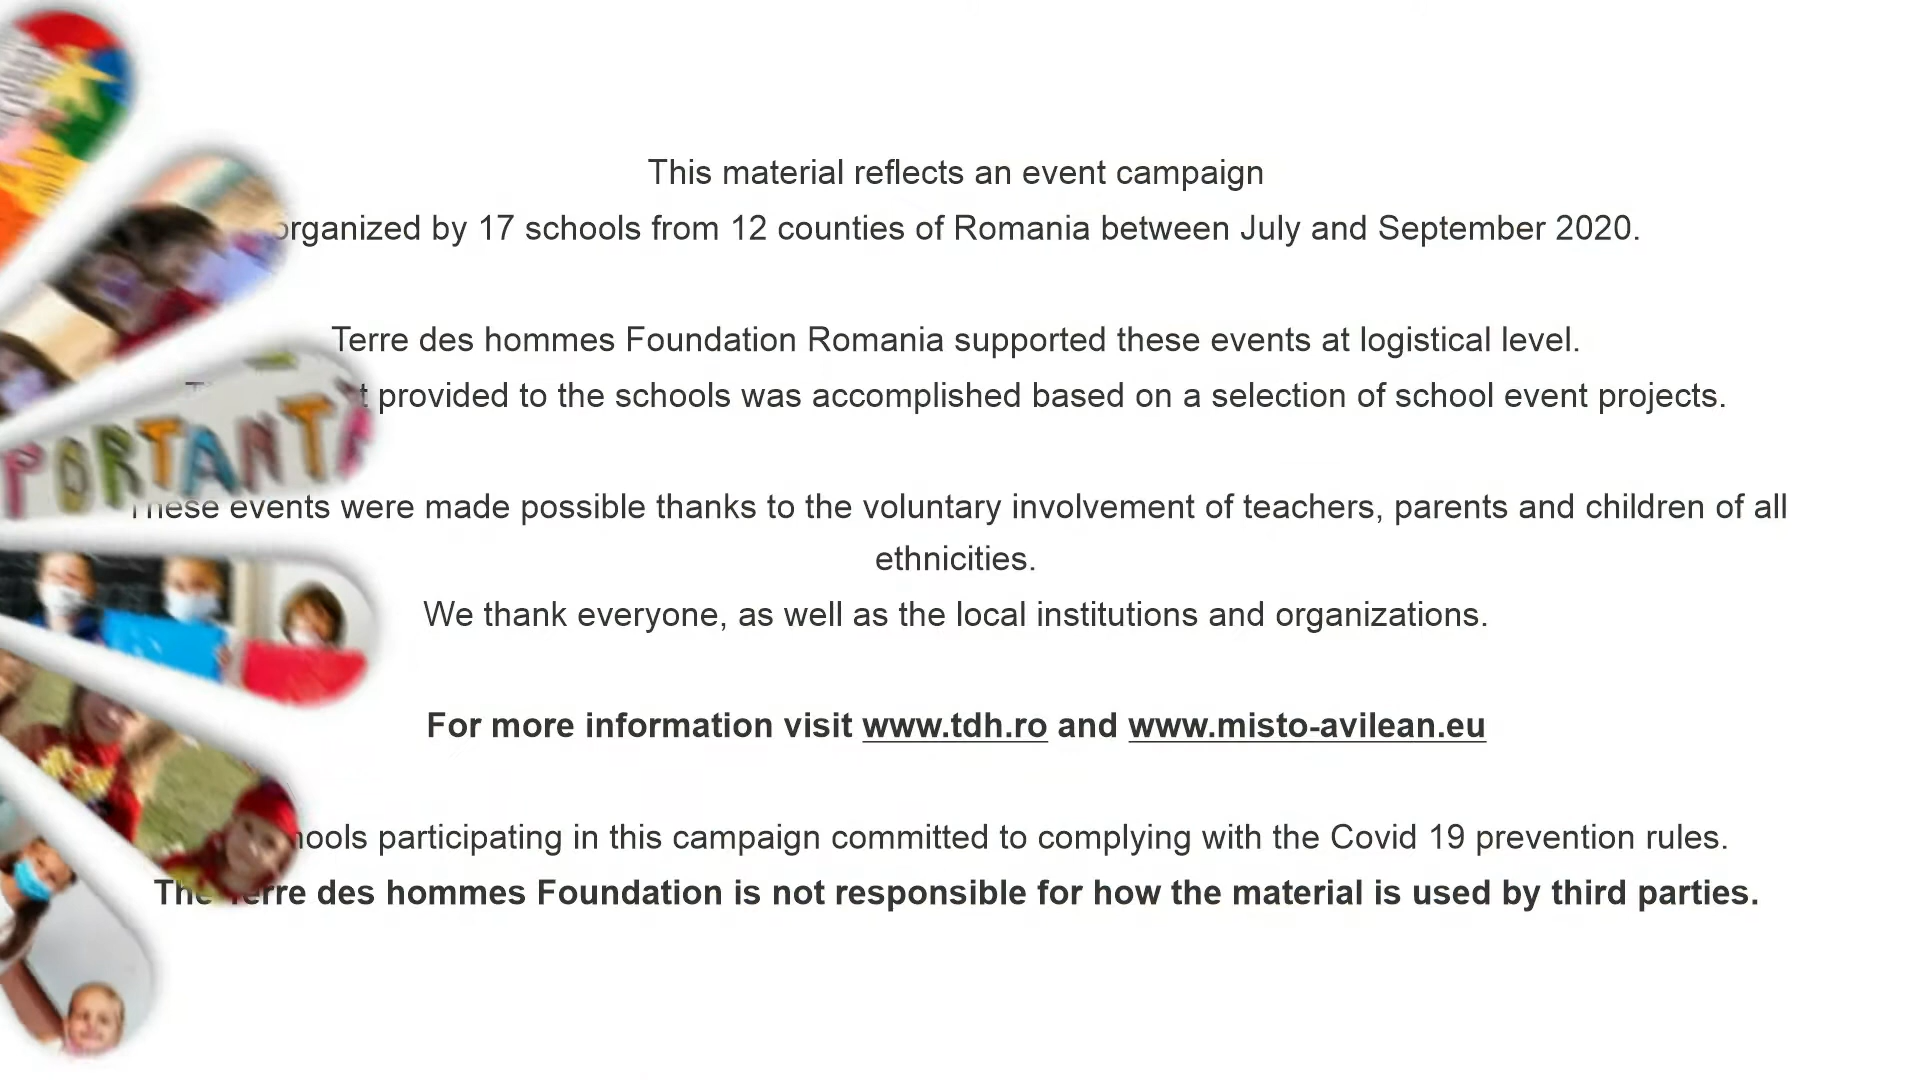 This material reflects an event campaign
organized by 17 schools from 12 counties of Romania between July and September 2020.
Terre des hommes Foundation Romania supported these events at logistical level.
provided to the schools was accomplished based on a selection of school event projects.
PORTANT
These events were made possible thanks to the voluntary involvement of teachers, parents and children of all
ethnicities.
We thank everyone, as well as the local institutions and organizations.
For more information visit www.tdh.ro and www.misto-avilean.eu
participating in this campaign committed to complying with the Covid 19 prevention rules.
The Terre des hommes Foundation is not responsible for how the material is used by third parties.